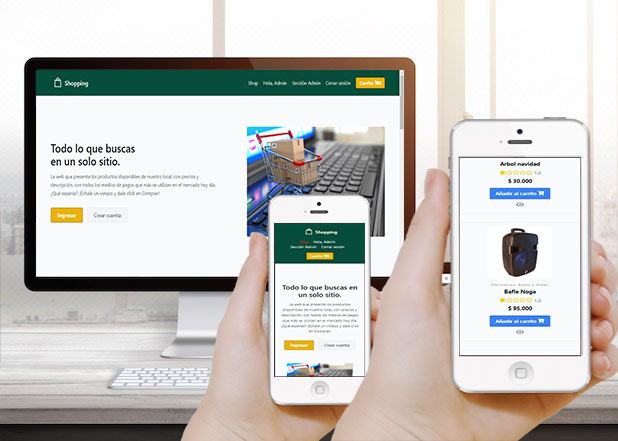 Shopping
Shop Hola, Admin Sección Admin Cerrar sesión Carrito
Todo lo que buscas
en un solo sitio.
La web que presenta los productos disponibles de nuestro local, con precios y
descripción, con todos los medios de pagos que más se utilizan en el mercado hoy día.
¿Qué esperas? ¡Echale un vistazo y dale click en Comprar!
Ingresar Crear cuenta
Shopping
Hola, Admin
Sección Admin Cerrar sesión
Carrito
Todo lo que buscas en
un solo sitio.
La web que presenta los productos
disponibles de nuestro local, con precios y
descripción, con todos los medios de pagos
que más se utilizan en el mercado hoy día.
¿Qué esperas? ¡Echale un vistazo y dale click
en Comprar!
Ingresar Crear cuenta
Arbol navidad
1.0
$ 30.000
Añadir al carrito
Electrónica, Audio y Video
Bafle Noga
1.0
$ 95.000
Añadir al carrito